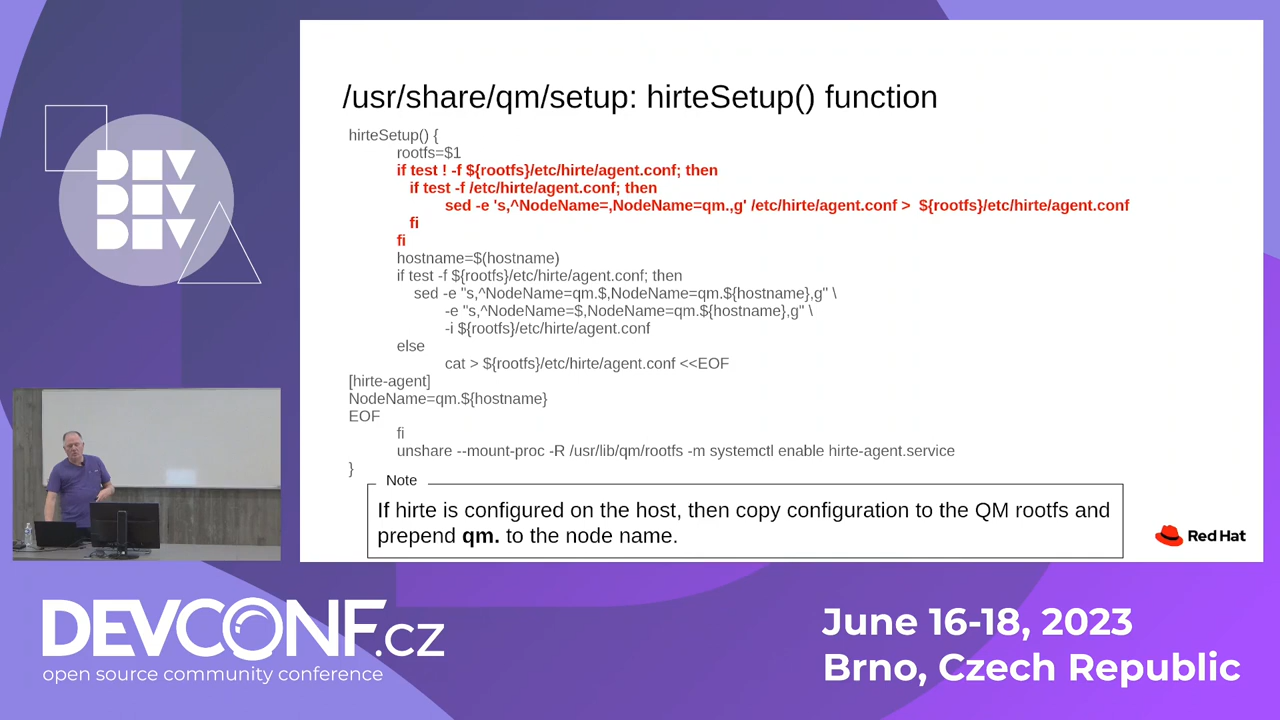 /usr/share/qm/setup: hirteSetup() function
hirteSetup() {
rootfs=$1
if test ! -f ${rootfs}/etc/hirte/agent.conf; then
if test -f /etc/hirte/agent.conf; then
sed -e 's,^NodeName=,NodeName=qm.,g' /etc/hirte/agent.conf > ${rootfs}/etc/hirte/agent.conf
fi
fi
hostname=$(hostname)
if test -f ${rootfs}/etc/hirte/agent.conf; then
sed -e "s,^NodeName=qm.$,NodeName=qm.${hostname},g" \
-e "s,^NodeName=$,NodeName=qm.${hostname},g" \
-i ${rootfs}/etc/hirte/agent.conf
else
cat > ${rootfs}/etc/hirte/agent.conf <<EOF
[hirte-agent]
NodeName=qm.${hostname}
EOF
fi
unshare --mount-proc -R /usr/lib/qm/rootfs -m systemctl enable hirte-agent.service
}
Note
If hirte is configured on the host, then copy configuration to the QM rootfs and
prepend qm. to the node name.
Red Hat
DEV
DEV
DEV
DEVCONF.cz
open source community conference
June 16-18, 2023
Brno, Czech Republic